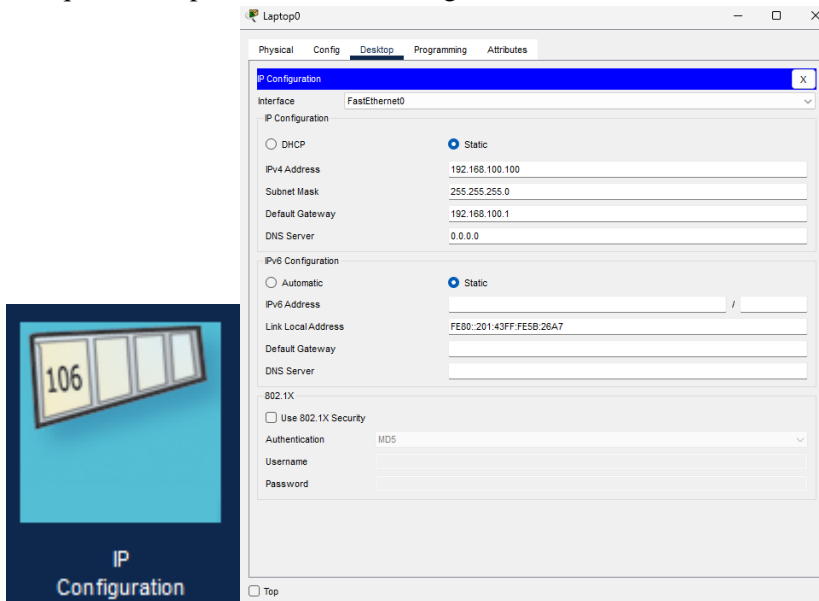 Laptop0
Physical Config Desktop Programming Attributes
IP Configuration
X
Interface FastEthernet0
IP Configuration
DHCP Static
IPv4 Address 192.168.100.100
Subnet Mask 255.255.255.0
Default Gateway 192.168.100.1
DNS Server 0.0.0.0
IPv6 Configuration
Automatic Static
IPv6 Address /
Link Local Address FE80::201:43FF:FE5B:26A7
Default Gateway
DNS Server
802.1X
Use 802.1X Security
Authentication MD5
Username
Password
Top
106
IP
Configuration